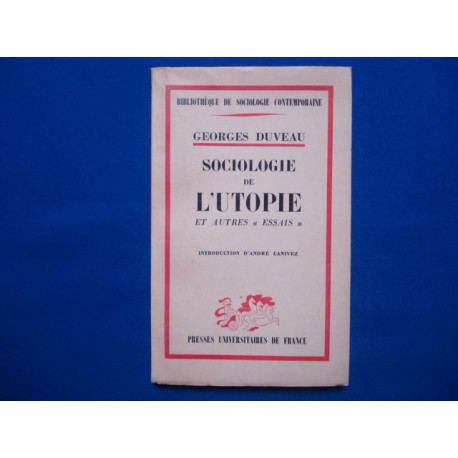 BIBLIOTHÈQUE DE SOCIOLOGIE CONTEMPORAINE
GEORGES DUVEAU
SOCIOLOGIE
DE
L'UTOPIE
ET AUTRES « ESSAIS »
INTRODUCTION D'ANDRÉ CANIVEZ
PRESSES UNIVERSITAIRES DE FRANCE